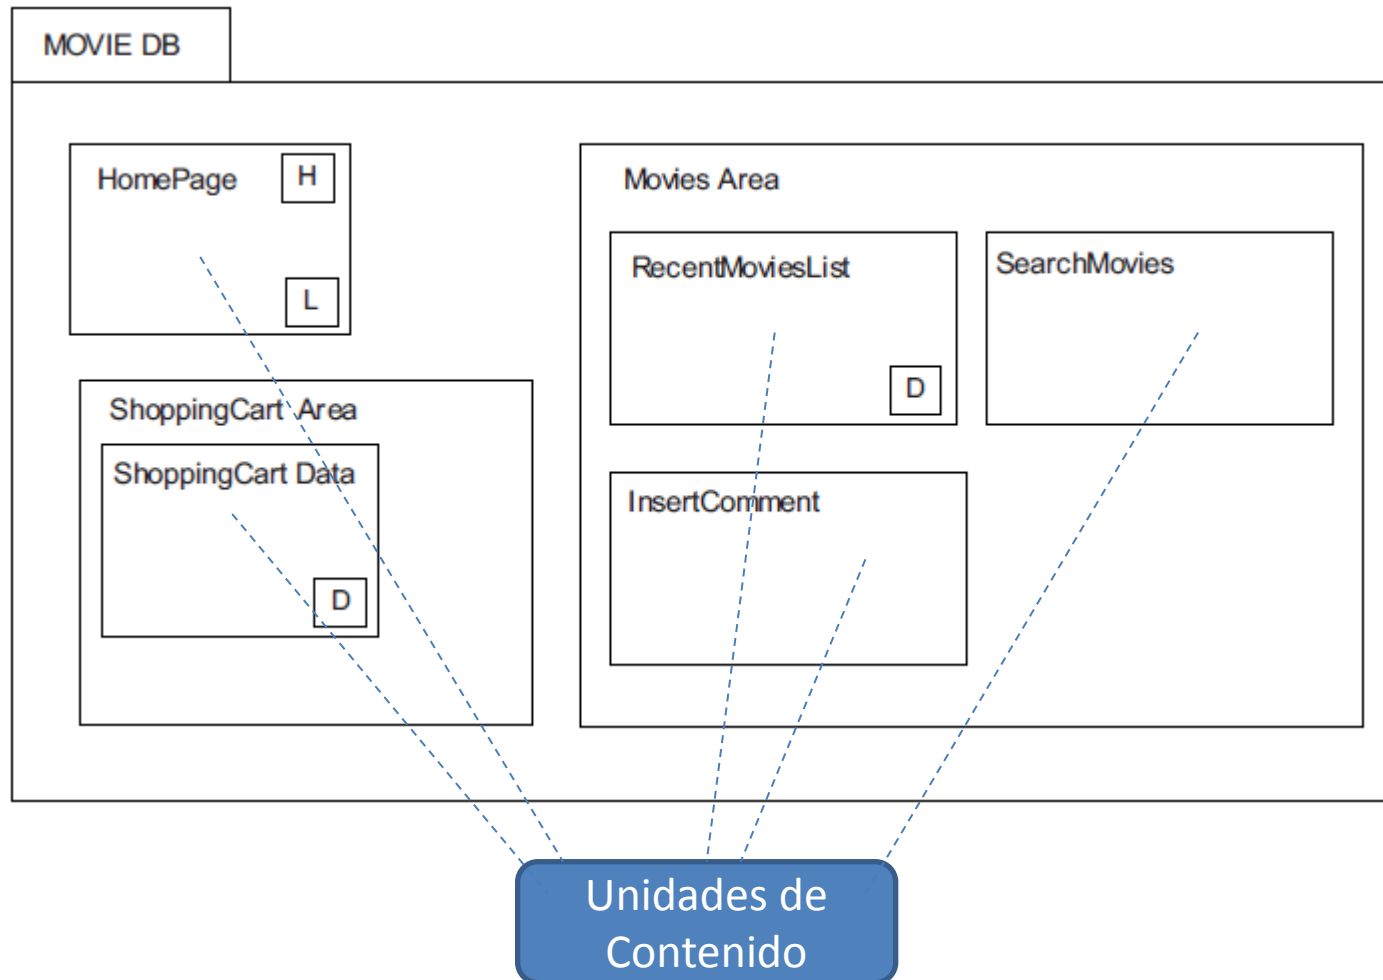 MOVIE DB
HomePage
H
L
ShoppingCart Area
ShoppingCart Data
D
Movies Area
RecentMoviesList
D
SearchMovies
InsertComment
Unidades de
Contenido